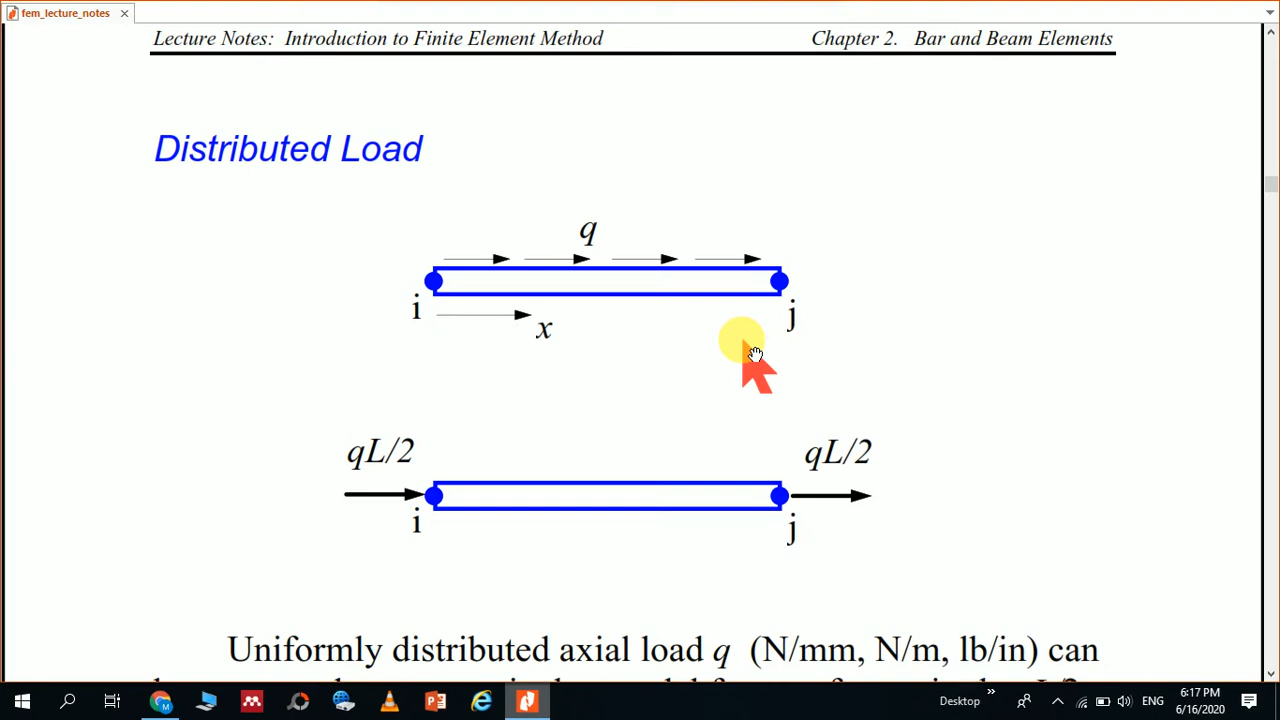 fem_lecture_notes
Lecture Notes: Introduction to Finite Element Method Chapter 2. Bar and Beam Elements
Distributed Load
q
i
x
j
qL/2 qL/2
i j
Uniformly distributed axial load q (N/mm, N/m, lb/in) can
Desktop
ENG
6:17 PM
6/16/2020